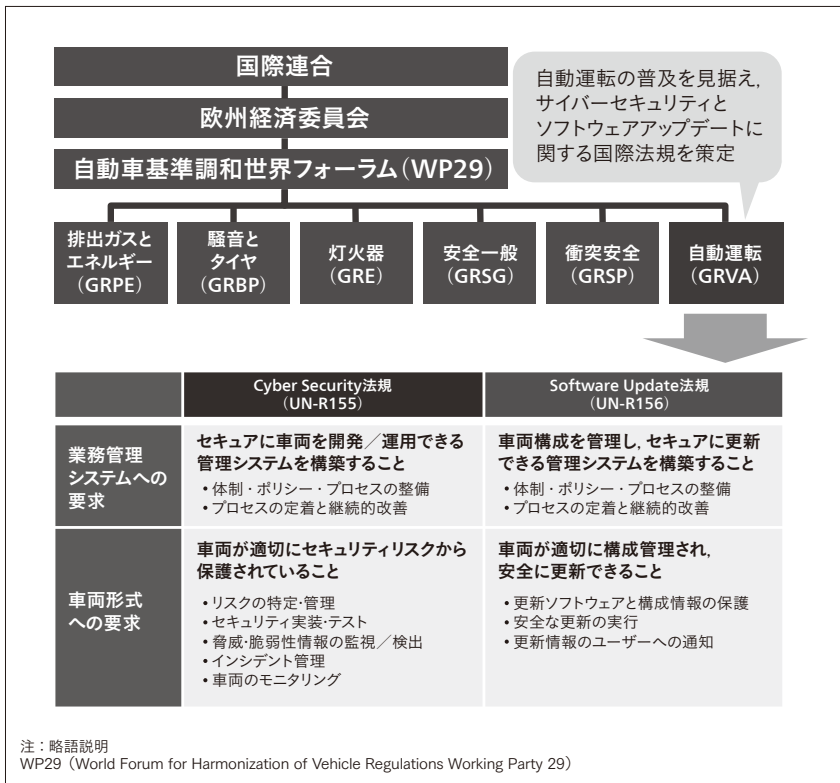 国際連合
欧州経済委員会
自動車基準調和世界フォーラム(WP29)
自動運転の普及を見据え,
サイバーセキュリティと
ソフトウェアアップデートに
関する国際法規を策定
排出ガスと
エネルギー
(GRPE)
騒音と
タイヤ
(GRBP)
灯火器
(GRE)
安全一般
(GRSG)
衝突安全
(GRSP)
自動運転
(GRVA)
Cyber Security法規
(UN-R155)
Software Update法規
(UN-R156)
業務管理
システムへの
要求
セキュアに車両を開発/運用できる
管理システムを構築すること
• 体制・ポリシー・プロセスの整備
• プロセスの定着と継続的改善
車両構成を管理し,セキュアに更新
できる管理システムを構築すること
• 体制・ポリシー・プロセスの整備
• プロセスの定着と継続的改善
車両形式
への要求
車両が適切にセキュリティリスクから
保護されていること
• リスクの特定・管理
• セキュリティ実装・テスト
• 脅威・脆弱性情報の監視/検出
• インシデント管理
• 車両のモニタリング
車両が適切に構成管理され,
安全に更新できること
• 更新ソフトウェアと構成情報の保護
• 安全な更新の実行
• 更新情報のユーザーへの通知
注:略語説明
WP29(World Forum for Harmonization of Vehicle Regulations Working Party 29)